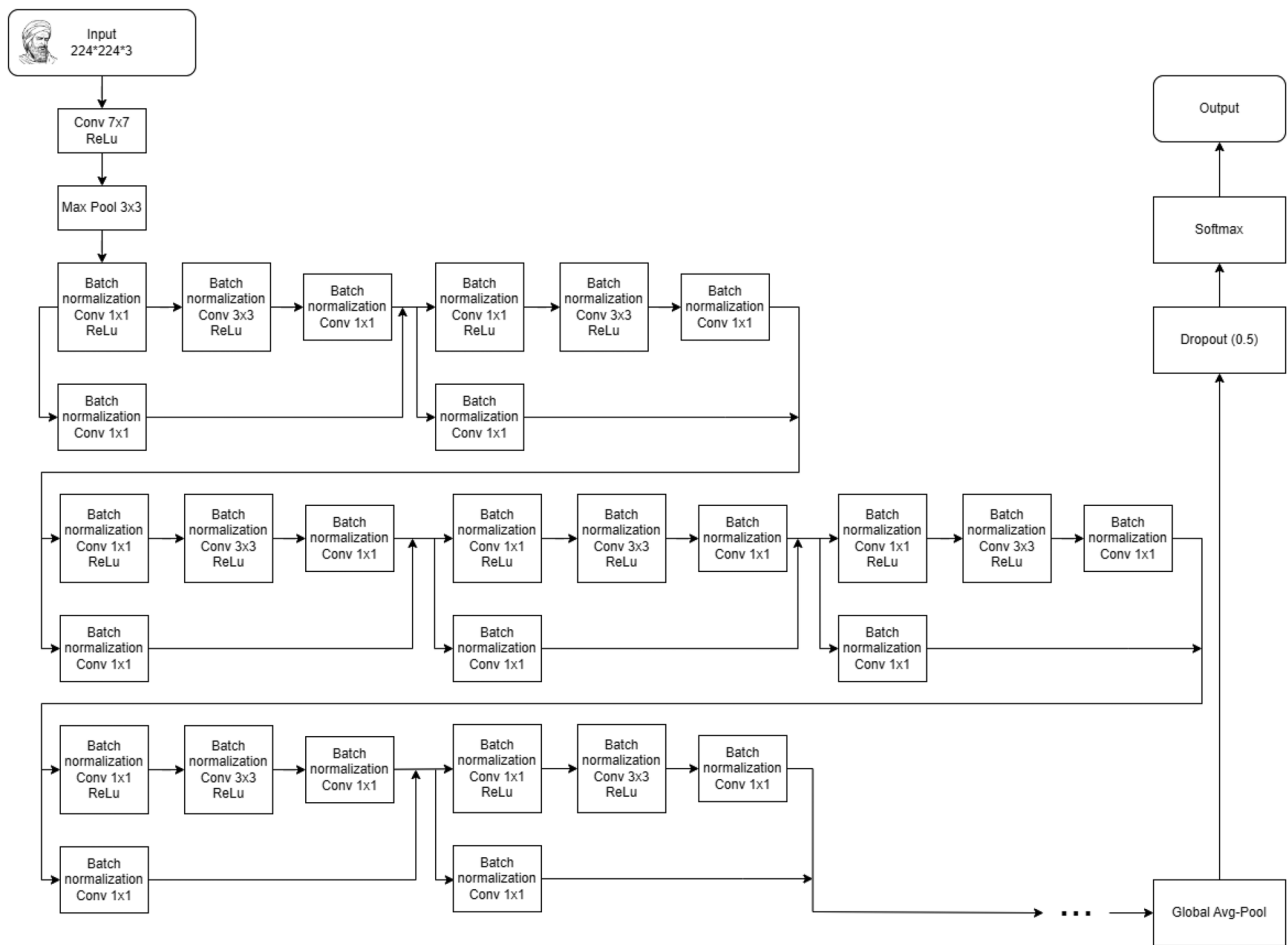 Input
224*224*3
Conv 7x7
ReLu
Max Pool 3x3
Batch
normalization
Conv 1x1
ReLu
Batch
normalization
Conv 3x3
ReLu
Batch
normalization
Conv 1x1
Batch
normalization
Conv 1x1
ReLu
Batch
normalization
Conv 3x3
ReLu
Batch
normalization
Conv 1x1
Batch
normalization
Conv 1x1
Batch
normalization
Conv 1x1
Batch
normalization
Conv 1x1
ReLu
Batch
normalization
Conv 3x3
ReLu
Batch
normalization
Conv 1x1
Batch
normalization
Conv 1x1
ReLu
Batch
normalization
Conv 3x3
ReLu
Batch
normalization
Conv 1x1
Batch
normalization
Conv 1x1
ReLu
Batch
normalization
Conv 3x3
ReLu
Batch
normalization
Conv 1x1
Batch
normalization
Conv 1x1
Batch
normalization
Conv 1x1
Batch
normalization
Conv 1x1
Batch
normalization
Conv 1x1
ReLu
Batch
normalization
Conv 3x3
ReLu
Batch
normalization
Conv 1x1
Batch
normalization
Conv 1x1
ReLu
Batch
normalization
Conv 3x3
ReLu
Batch
normalization
Conv 1x1
Batch
normalization
Conv 1x1
Batch
normalization
Conv 1x1
...
Global Avg-Pool
Dropout (0.5)
Softmax
Output